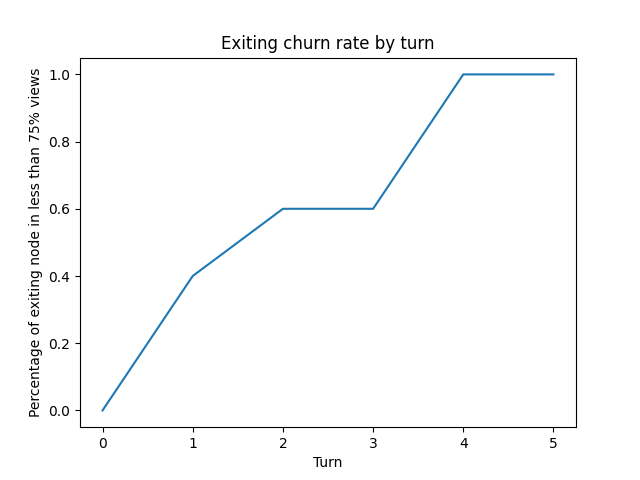 Exiting churn rate by turn
Percentage of exiting node in less than 75% views
1.0
0.8
0.6
0.4
0.2
0.0
0 1 2 3 4 5
Turn